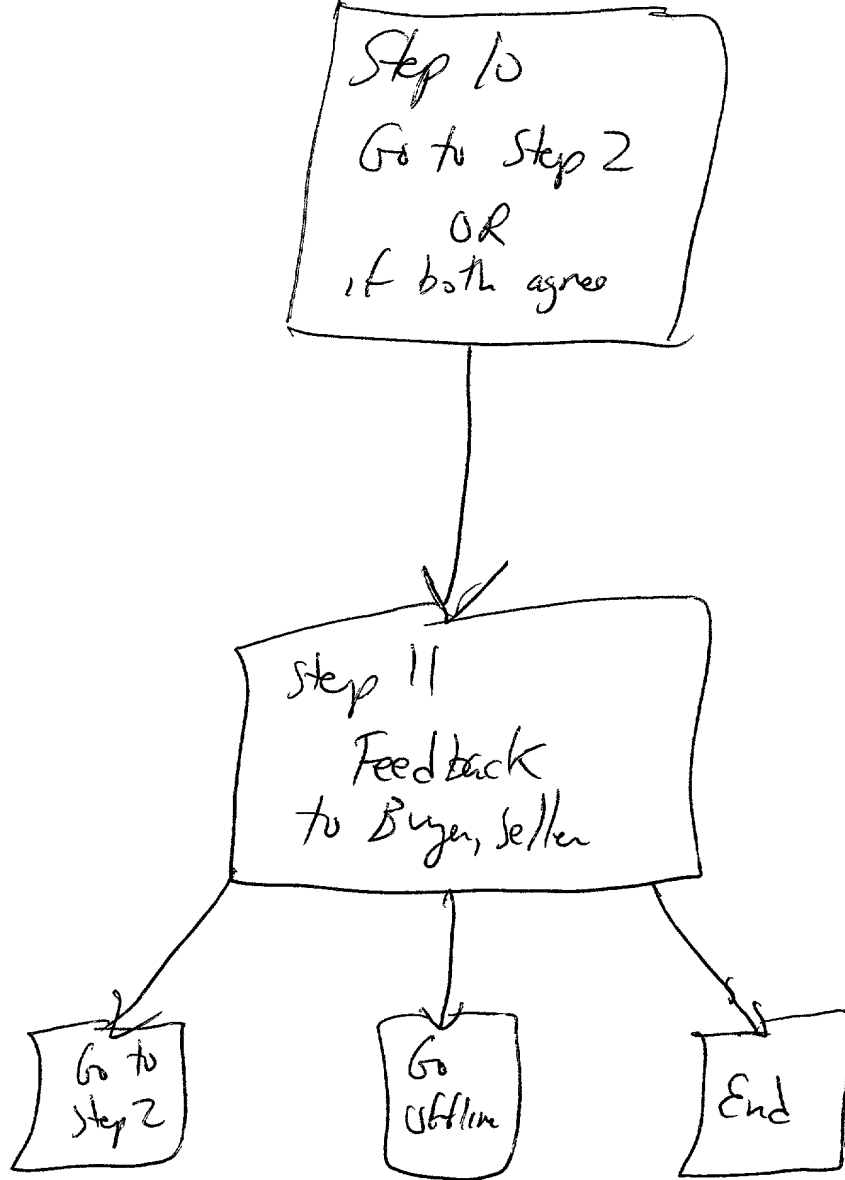 Step 10
Go to Step 2
OR
if both agree
Step 11
Feedback
to Buyer, Seller
Go to
Step 2
Go
Offline
End